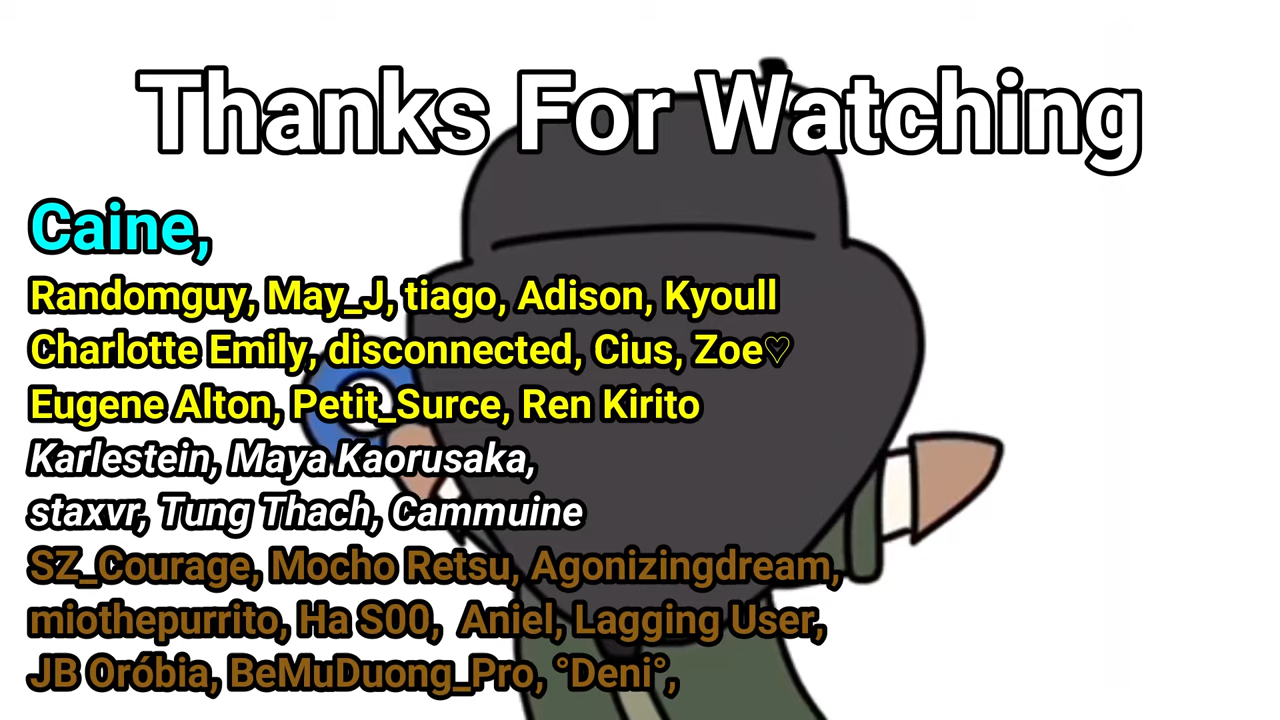 Thanks For Watching
Caine,
Randomguy, May_J, tiago, Adison, Kyoull
Charlotte Emily, disconnected, Cius, Zoe♡
Eugene Alton, Petit_Surce, Ren Kirito
Karlestein, Maya Kaorusaka,
staxvr, Tung Thach, Cammuine
SZ_Courage, Mocho Retsu, Agonizingdream,
miothepurrito, Ha S00,  Aniel, Lagging User,
JB Oróbia, BeMuDuong_Pro, °Deni°,